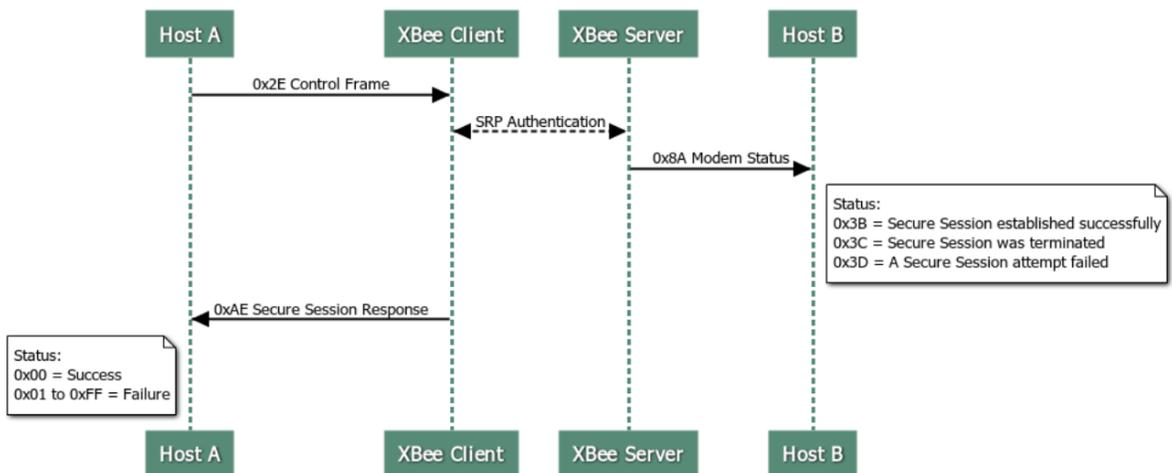 Host A
XBee Client
XBee Server
Host B
0x2E Control Frame
SRP Authentication
0x8A Modem Status
Status:
0x3B = Secure Session established successfully
0x3C = Secure Session was terminated
0x3D = A Secure Session attempt failed
0xAE Secure Session Response
Status:
0x00 = Success
0x01 to 0xFF = Failure
Host A
XBee Client
XBee Server
Host B